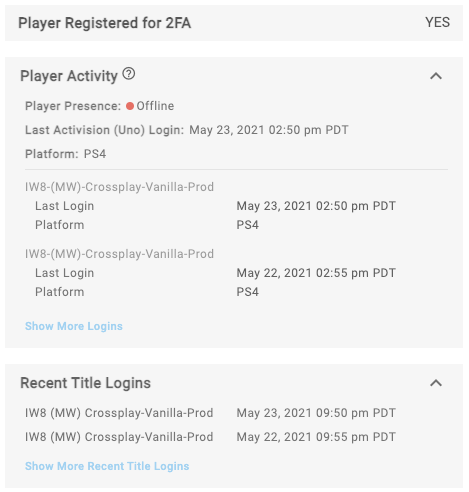 Player Registered for 2FA YES
Player Activity ?
Player Presence: Offline
Last Activision (Uno) Login: May 23, 2021 02:50 pm PDT
Platform: PS4
IW8-(MW)-Crossplay-Vanilla-Prod
Last Login May 23, 2021 02:50 pm PDT
Platform PS4
IW8-(MW)-Crossplay-Vanilla-Prod
Last Login May 22, 2021 02:55 pm PDT
Platform PS4
Show More Logins
Recent Title Logins
IW8 (MW) Crossplay-Vanilla-Prod May 23, 2021 09:50 pm PDT
IW8 (MW) Crossplay-Vanilla-Prod May 22, 2021 09:55 pm PDT
Show More Recent Title Logins